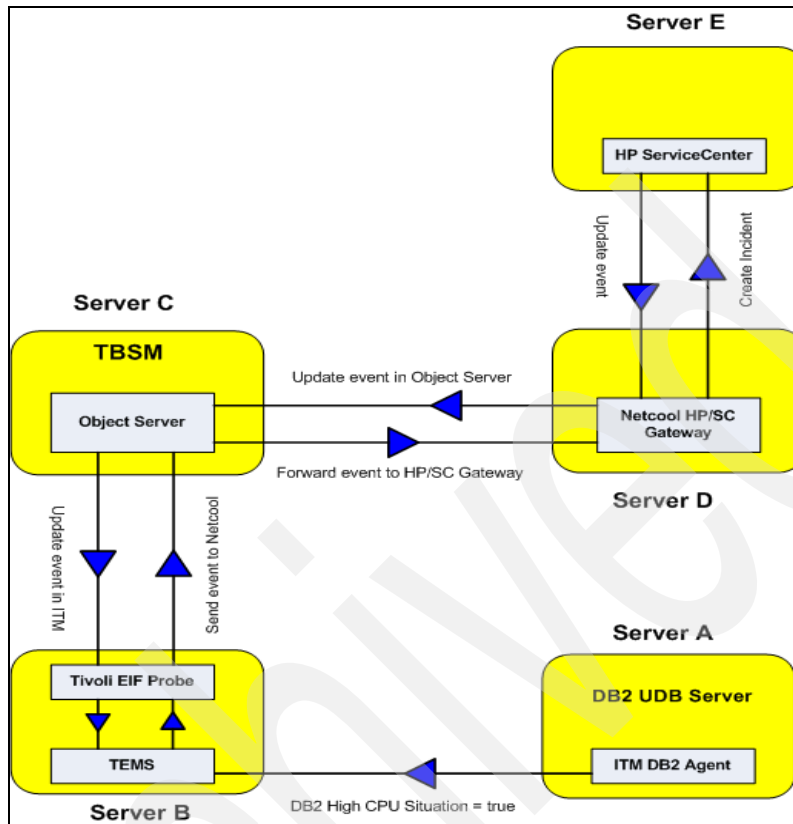 Server E
HP ServiceCenter
Update event
Create Incident
Server C
TBSM
Object Server
Update event in Object Server
Forward event to HP/SC Gateway
Netcool HP/SC
Gateway
Server D
Update event in ITM
Send event to Netcool
Tivoli EIF Probe
TEMS
Server B
Server A
DB2 UDB Server
ITM DB2 Agent
DB2 High CPU Situation = true